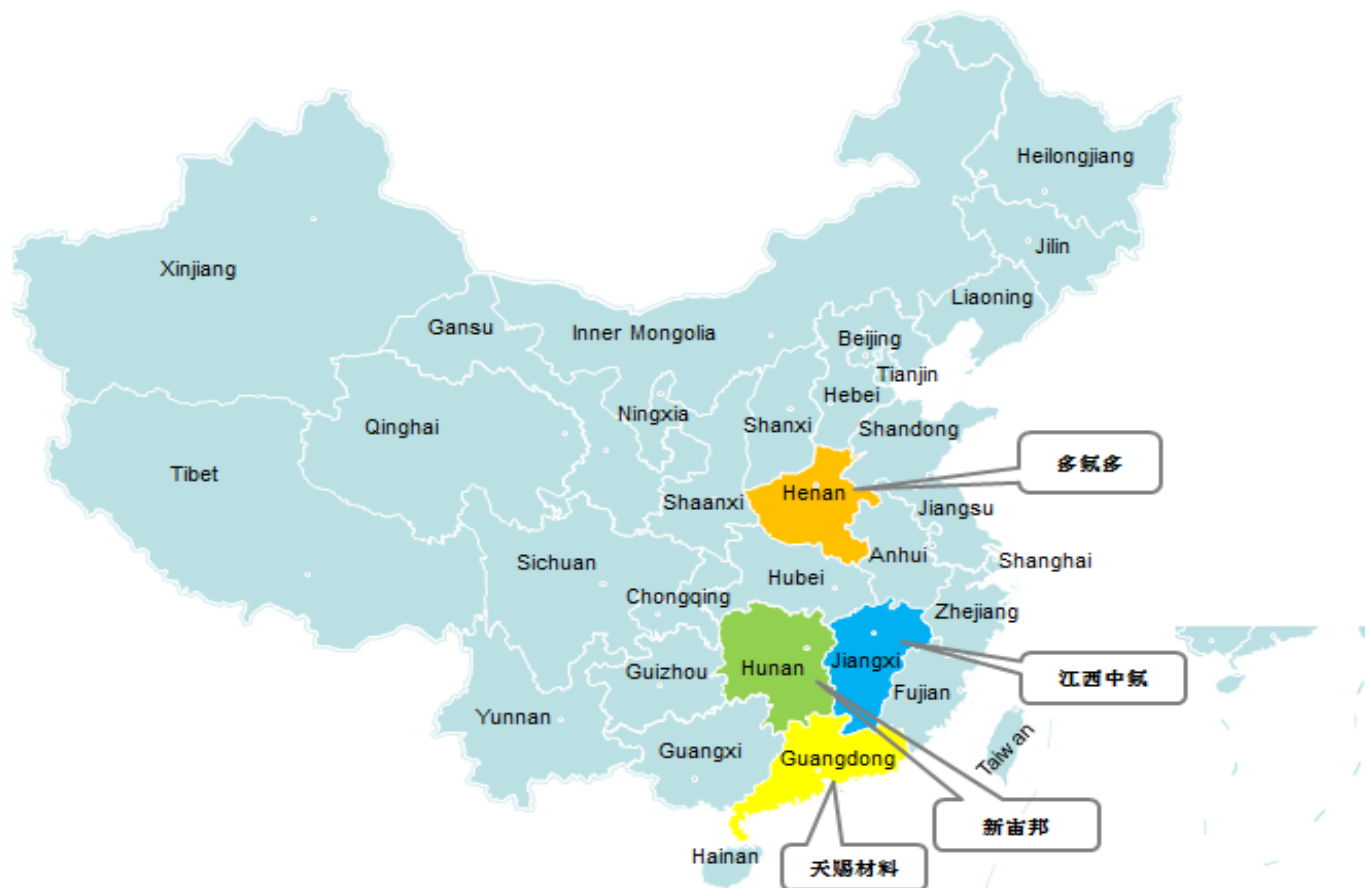 Heilongjiang
Jilin
Xinjiang
Liaoning
Gansu
Inner Mongolia
Beijing
Tianjin
Hebei
Ningxia
Qinghai
Shanxi
Shandong
多氟多
Tibet
Henan
Shaanxi
Jiangsu
Anhui
Shanghai
Sichuan
Hubei
Chongqing
Zhejiang
Hunan
Jiangxi
Guizhou
江西中氟
Fujian
Yunnan
Guangxi
Guangdong
Taiwan
新宙邦
Hainan
天赐材料